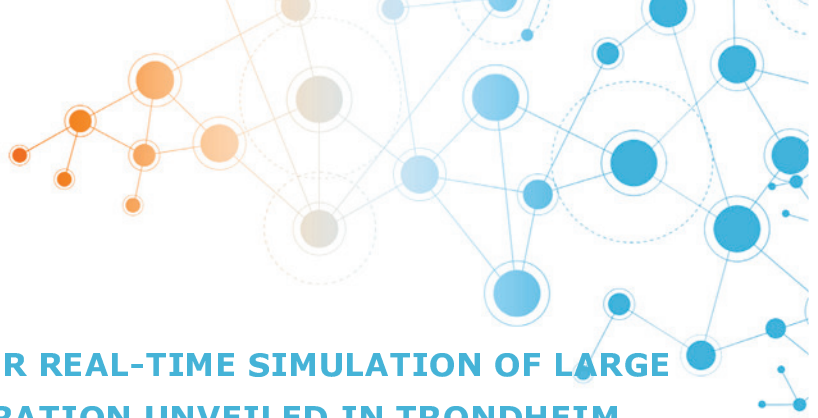 R REAL-TIME SIMULATION OF LARGE
RATION UNVEILED IN TRONDHEIM